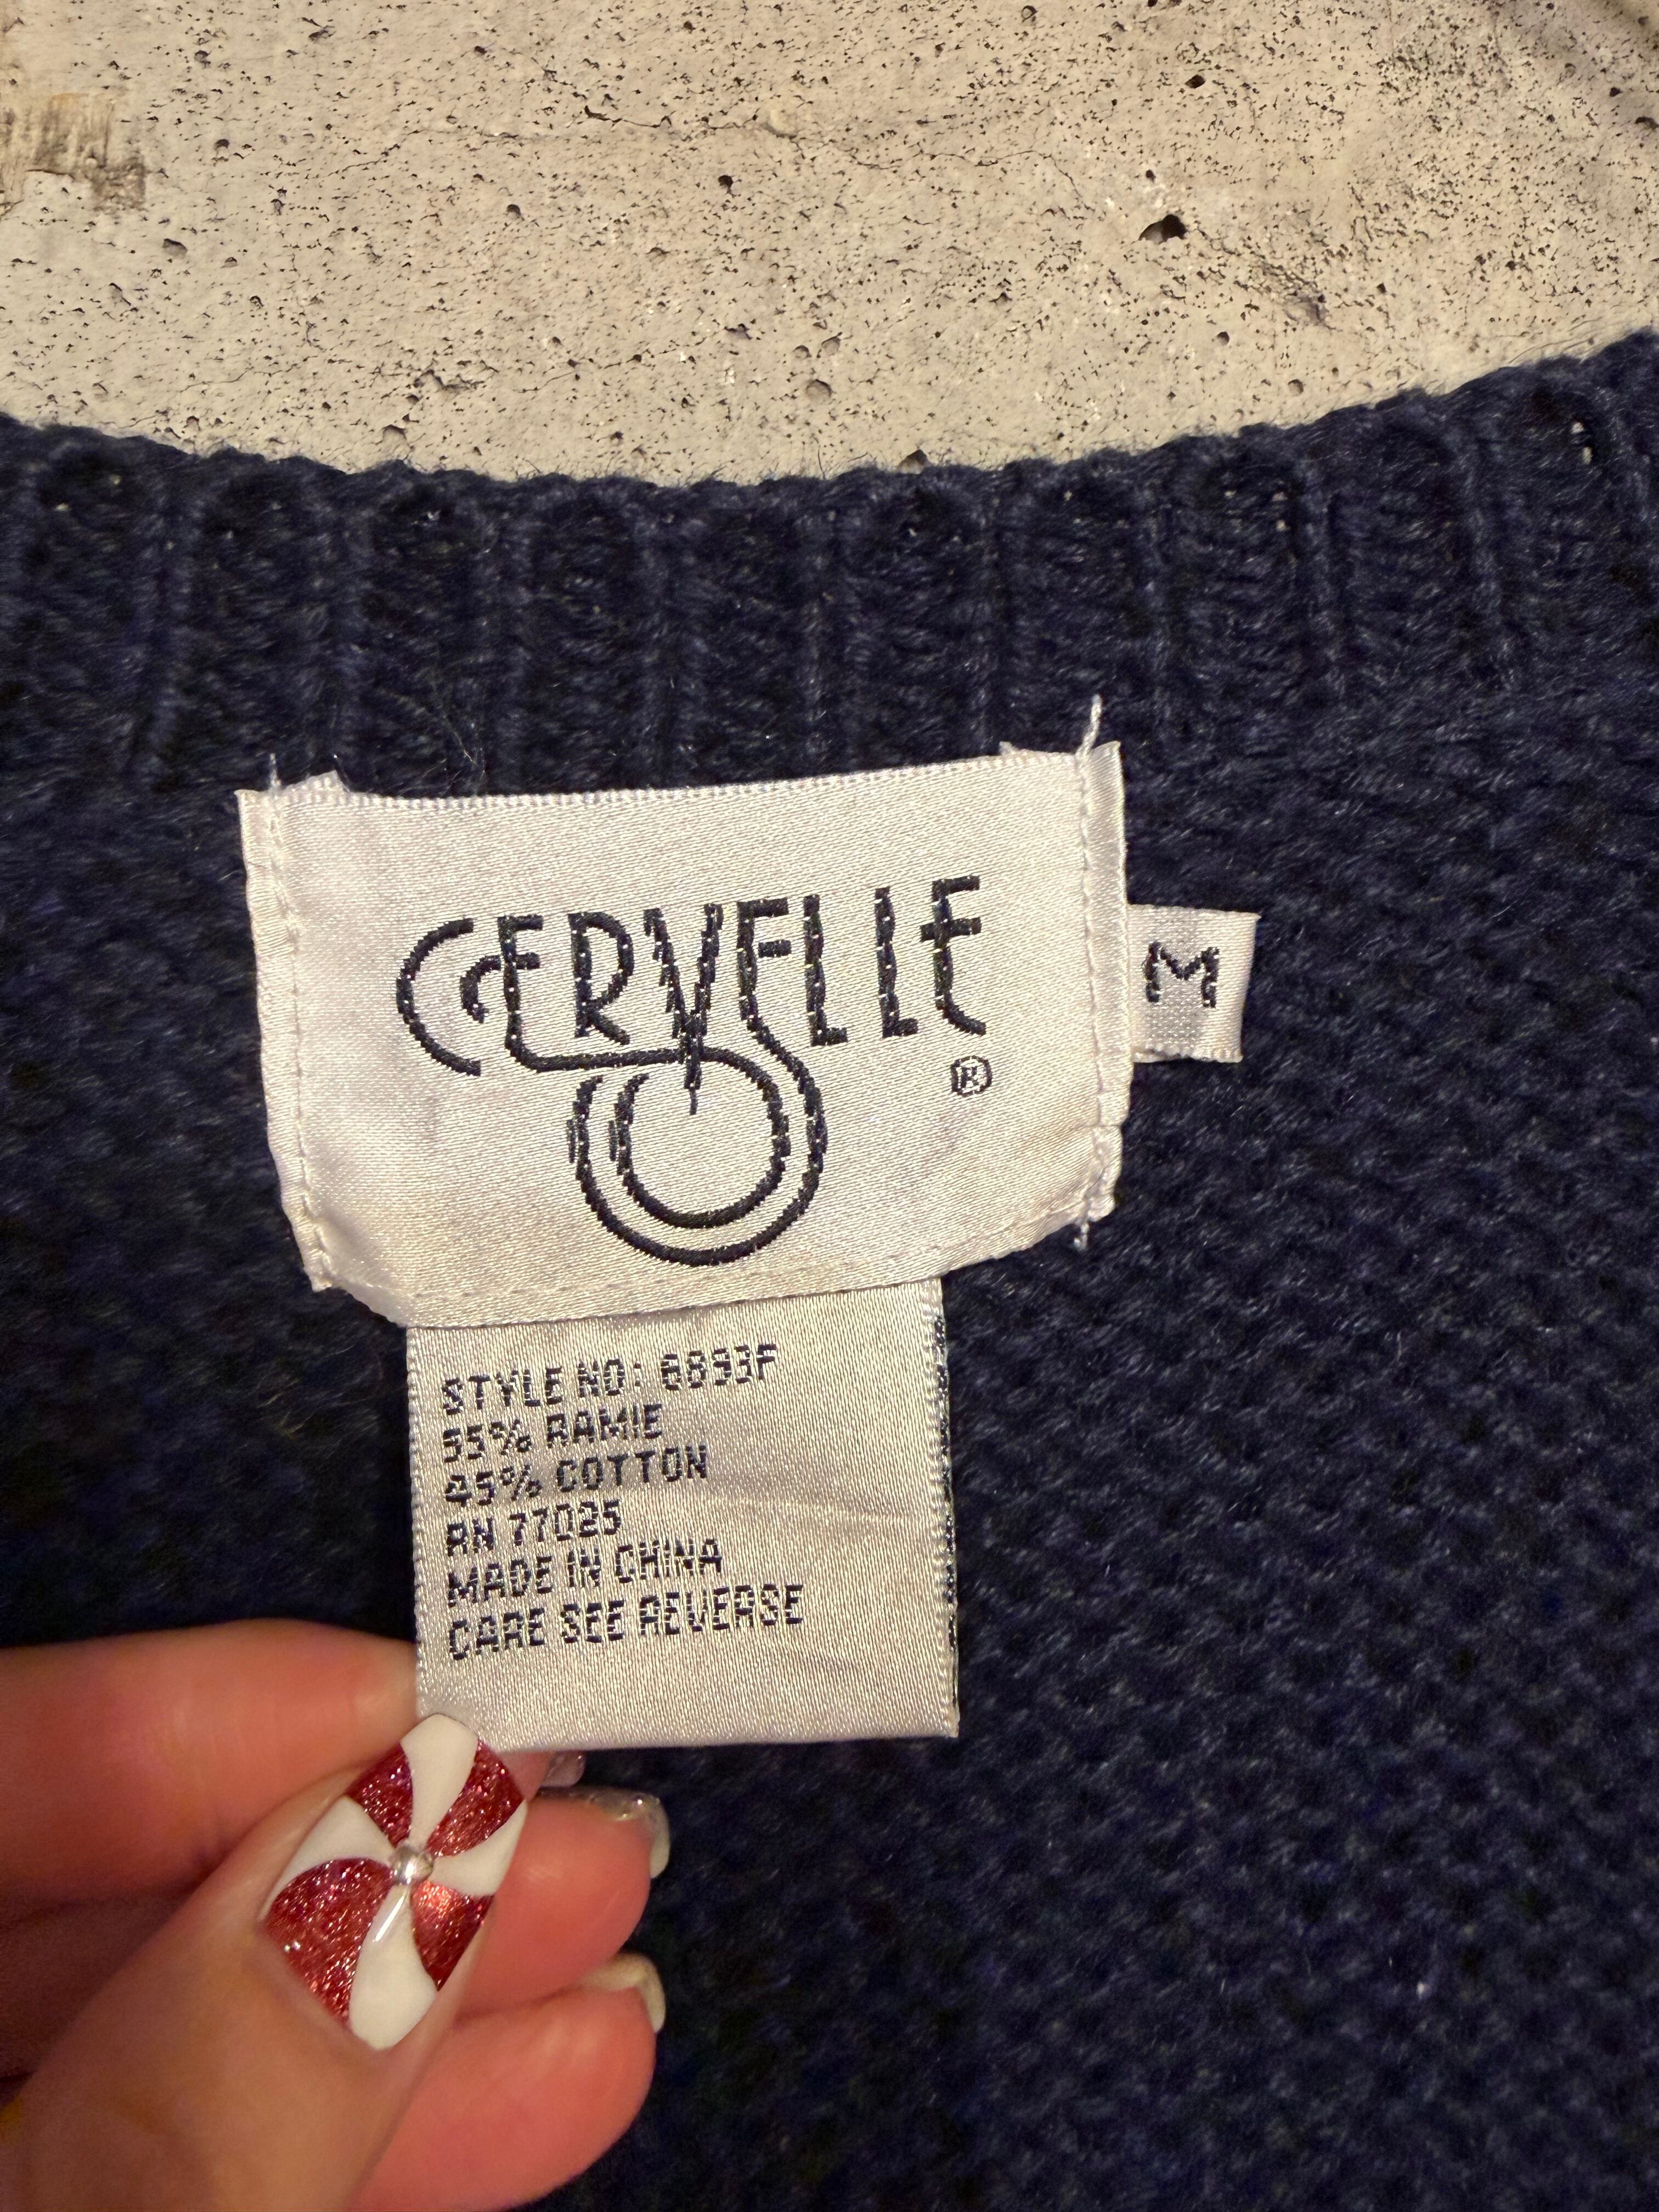 CERVELLE
®
M
STYLE NO: 6893F
55% RAMIE
45% COTTON
RN 77025
MADE IN CHINA
CARE SEE REVERSE